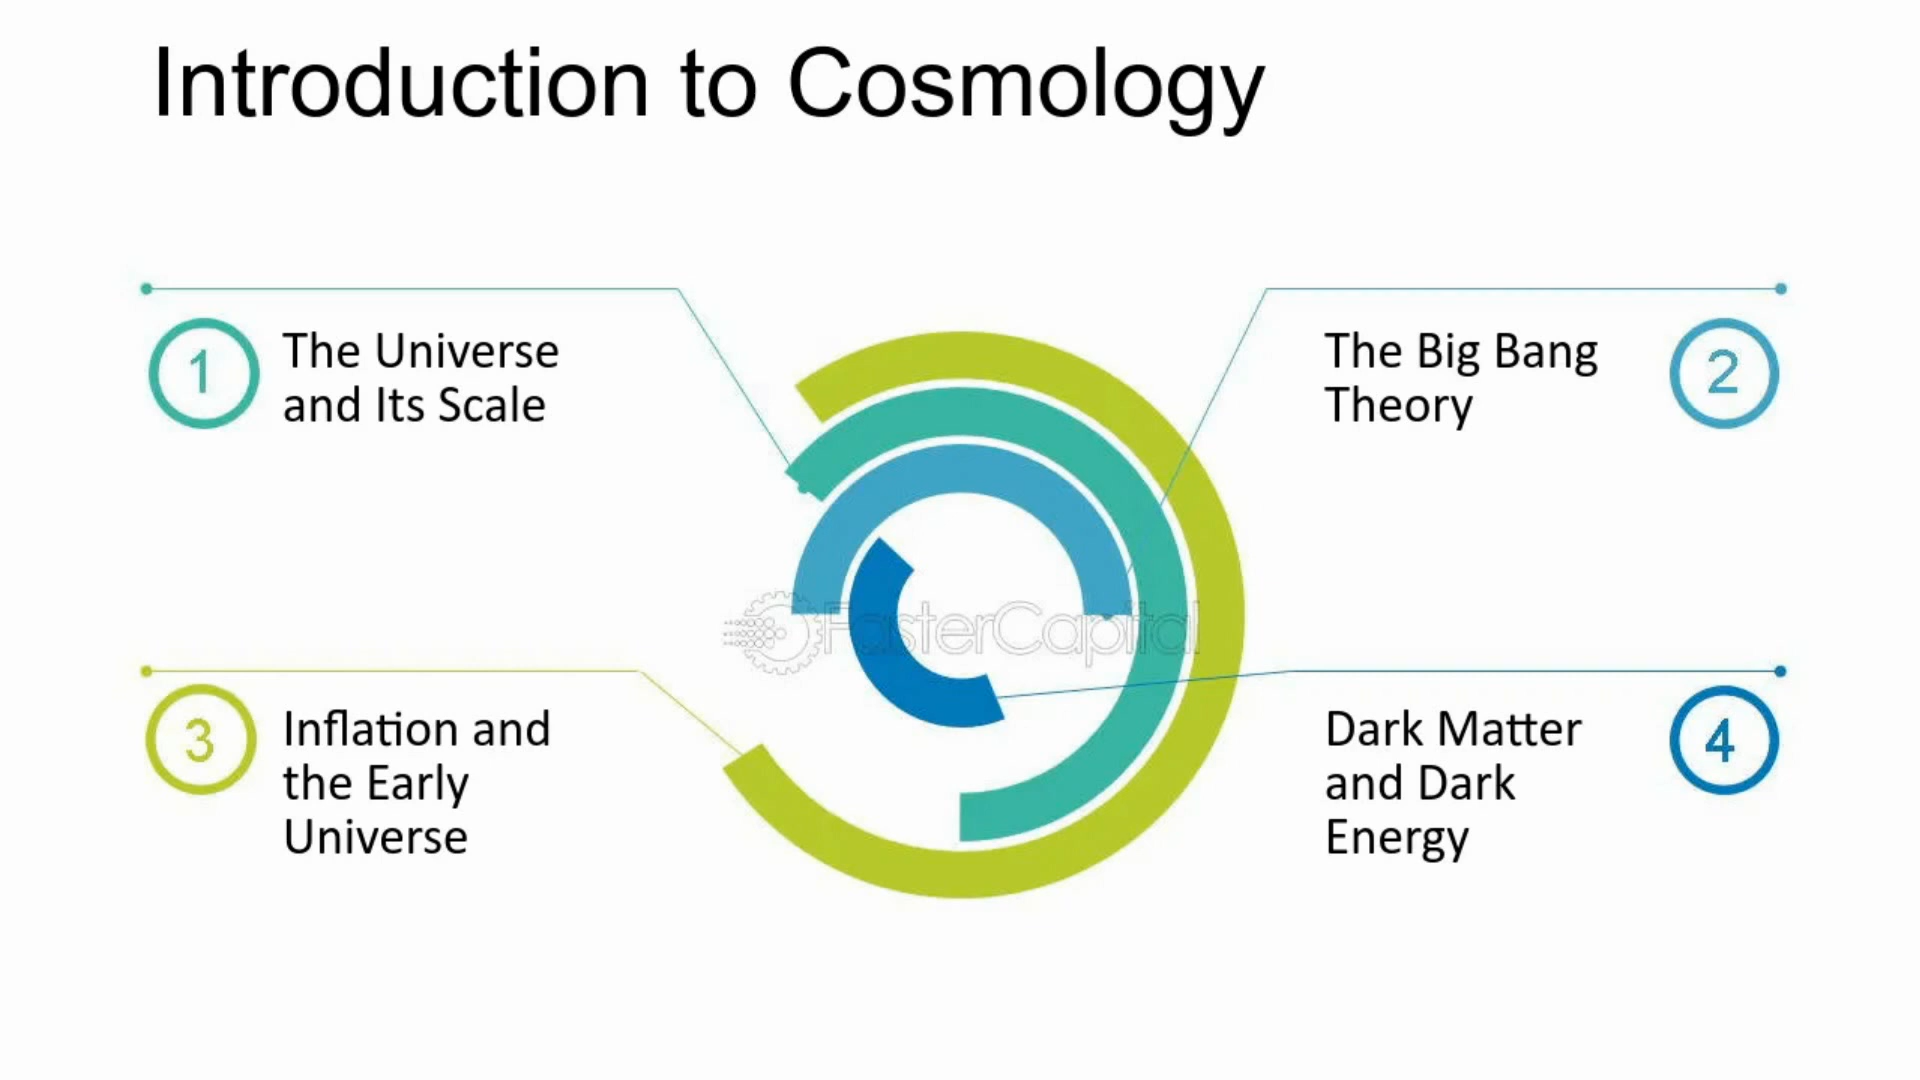 Introduction to Cosmology
1
The Universe
and Its Scale
The Big Bang
Theory
2
FasterCapital
3
Inflation and
the Early
Universe
Dark Matter
and Dark
Energy
4